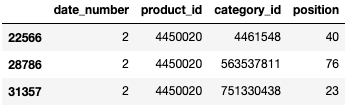 date_number product_id category_id position
22566 2 4450020 4461548 40
28786 2 4450020 563537811 76
31357 2 4450020 751330438 23